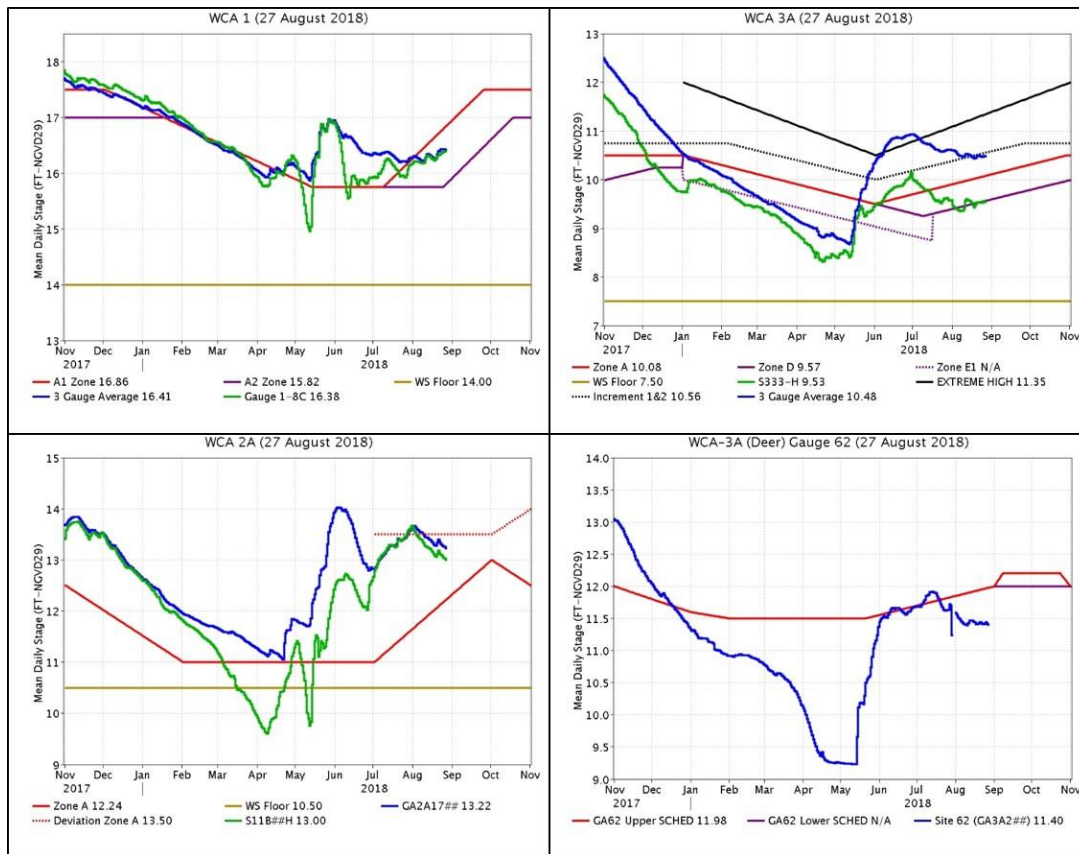 WCA 1 (27 August 2018)
Mean Daily Stage (FT-NGVD29)
18
17
16
15
14
13
Nov Dec Jan Feb Mar Apr May Jun Jul Aug Sep Oct Nov
2017 2018
A1 Zone 16.86 A2 Zone 15.82 WS Floor 14.00
3 Gauge Average 16.41 Gauge 1-8C 16.38
WCA 3A (27 August 2018)
Mean Daily Stage (FT-NGVD29)
12
11
10
9
8
7
Nov Dec Jan Feb Mar Apr May Jun Jul Aug Sep Oct Nov
2017 2018
Zone A 10.08 Zone D 9.57 Zone E1 N/A
WS Floor 7.50 S333-H 9.53 EXTREME HIGH 11.35
Increment 1&2 10.56 3 Gauge Average 10.48
WCA 2A (27 August 2018)
Mean Daily Stage (FT-NGVD29)
15
14
13
12
11
10
9
Nov Dec Jan Feb Mar Apr May Jun Jul Aug Sep Oct Nov
2017 2018
Zone A 12.24 WS Floor 10.50 GA2A17## 13.22
Deviation Zone A 13.50 S11B##H 13.00
WCA-3A (Deer) Gauge 62 (27 August 2018)
Mean Daily Stage (FT-NGVD29)
14.0
13.5
13.0
12.5
12.0
11.5
11.0
10.5
10.0
9.5
9.0
Nov Dec Jan Feb Mar Apr May Jun Jul Aug Sep Oct Nov
2017 2018
GA62 Upper SCHED 11.98 GA62 Lower SCHED N/A Site 62 (GA3A2##) 11.40